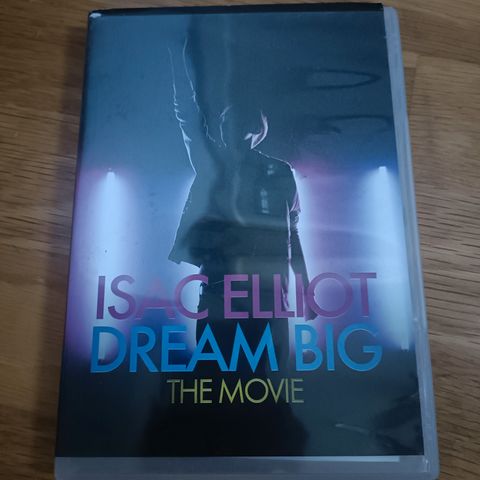 ISAC ELLIOT
DREAM BIG
THE MOVIE